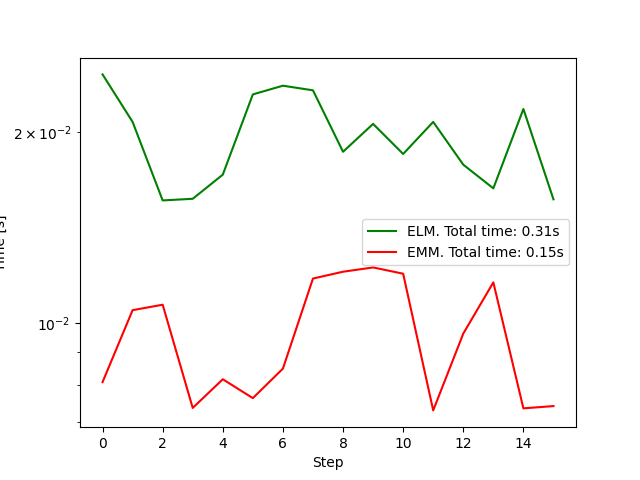 2 × 10⁻²
10⁻²
Time [s]
ELM. Total time: 0.31s
EMM. Total time: 0.15s
0 2 4 6 8 10 12 14
Step